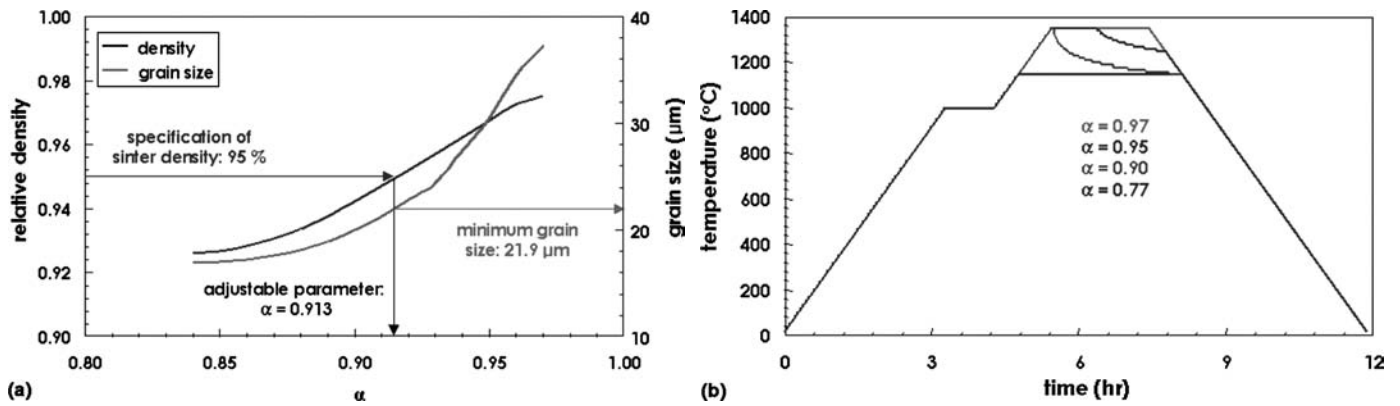 1.00
0.98
0.96
0.94
0.92
0.90
relative density
density
grain size
specification of
sinter density: 95 %
adjustable parameter:
α = 0.913
minimum grain
size: 21.9 μm
40
30
20
10
grain size (μm)
0.80
0.85
0.90
0.95
1.00
α
(a)
1400
1200
1000
800
600
400
200
0
temperature (°C)
α = 0.97
α = 0.95
α = 0.90
α = 0.77
0
3
6
9
12
time (hr)
(b)